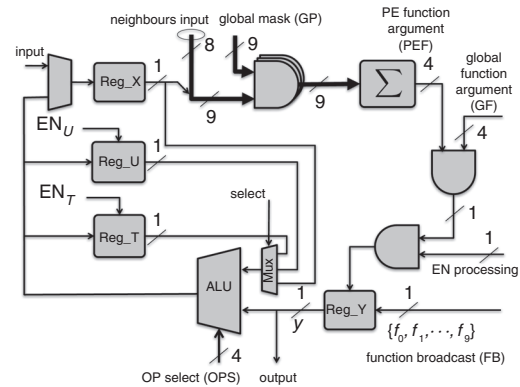 neighbours input
global mask (GP)
PE function
argument
(PEF)
input
8
9
global
function
argument
(GF)
Reg_X
1
9
9
Σ
4
4
EN_U
Reg_U
1
EN_T
Reg_T
1
select
1
Mux
ALU
1
EN processing
1
y
Reg_Y
1
{f_0, f_1, ..., f_9}
function broadcast (FB)
4
OP select (OPS)
output